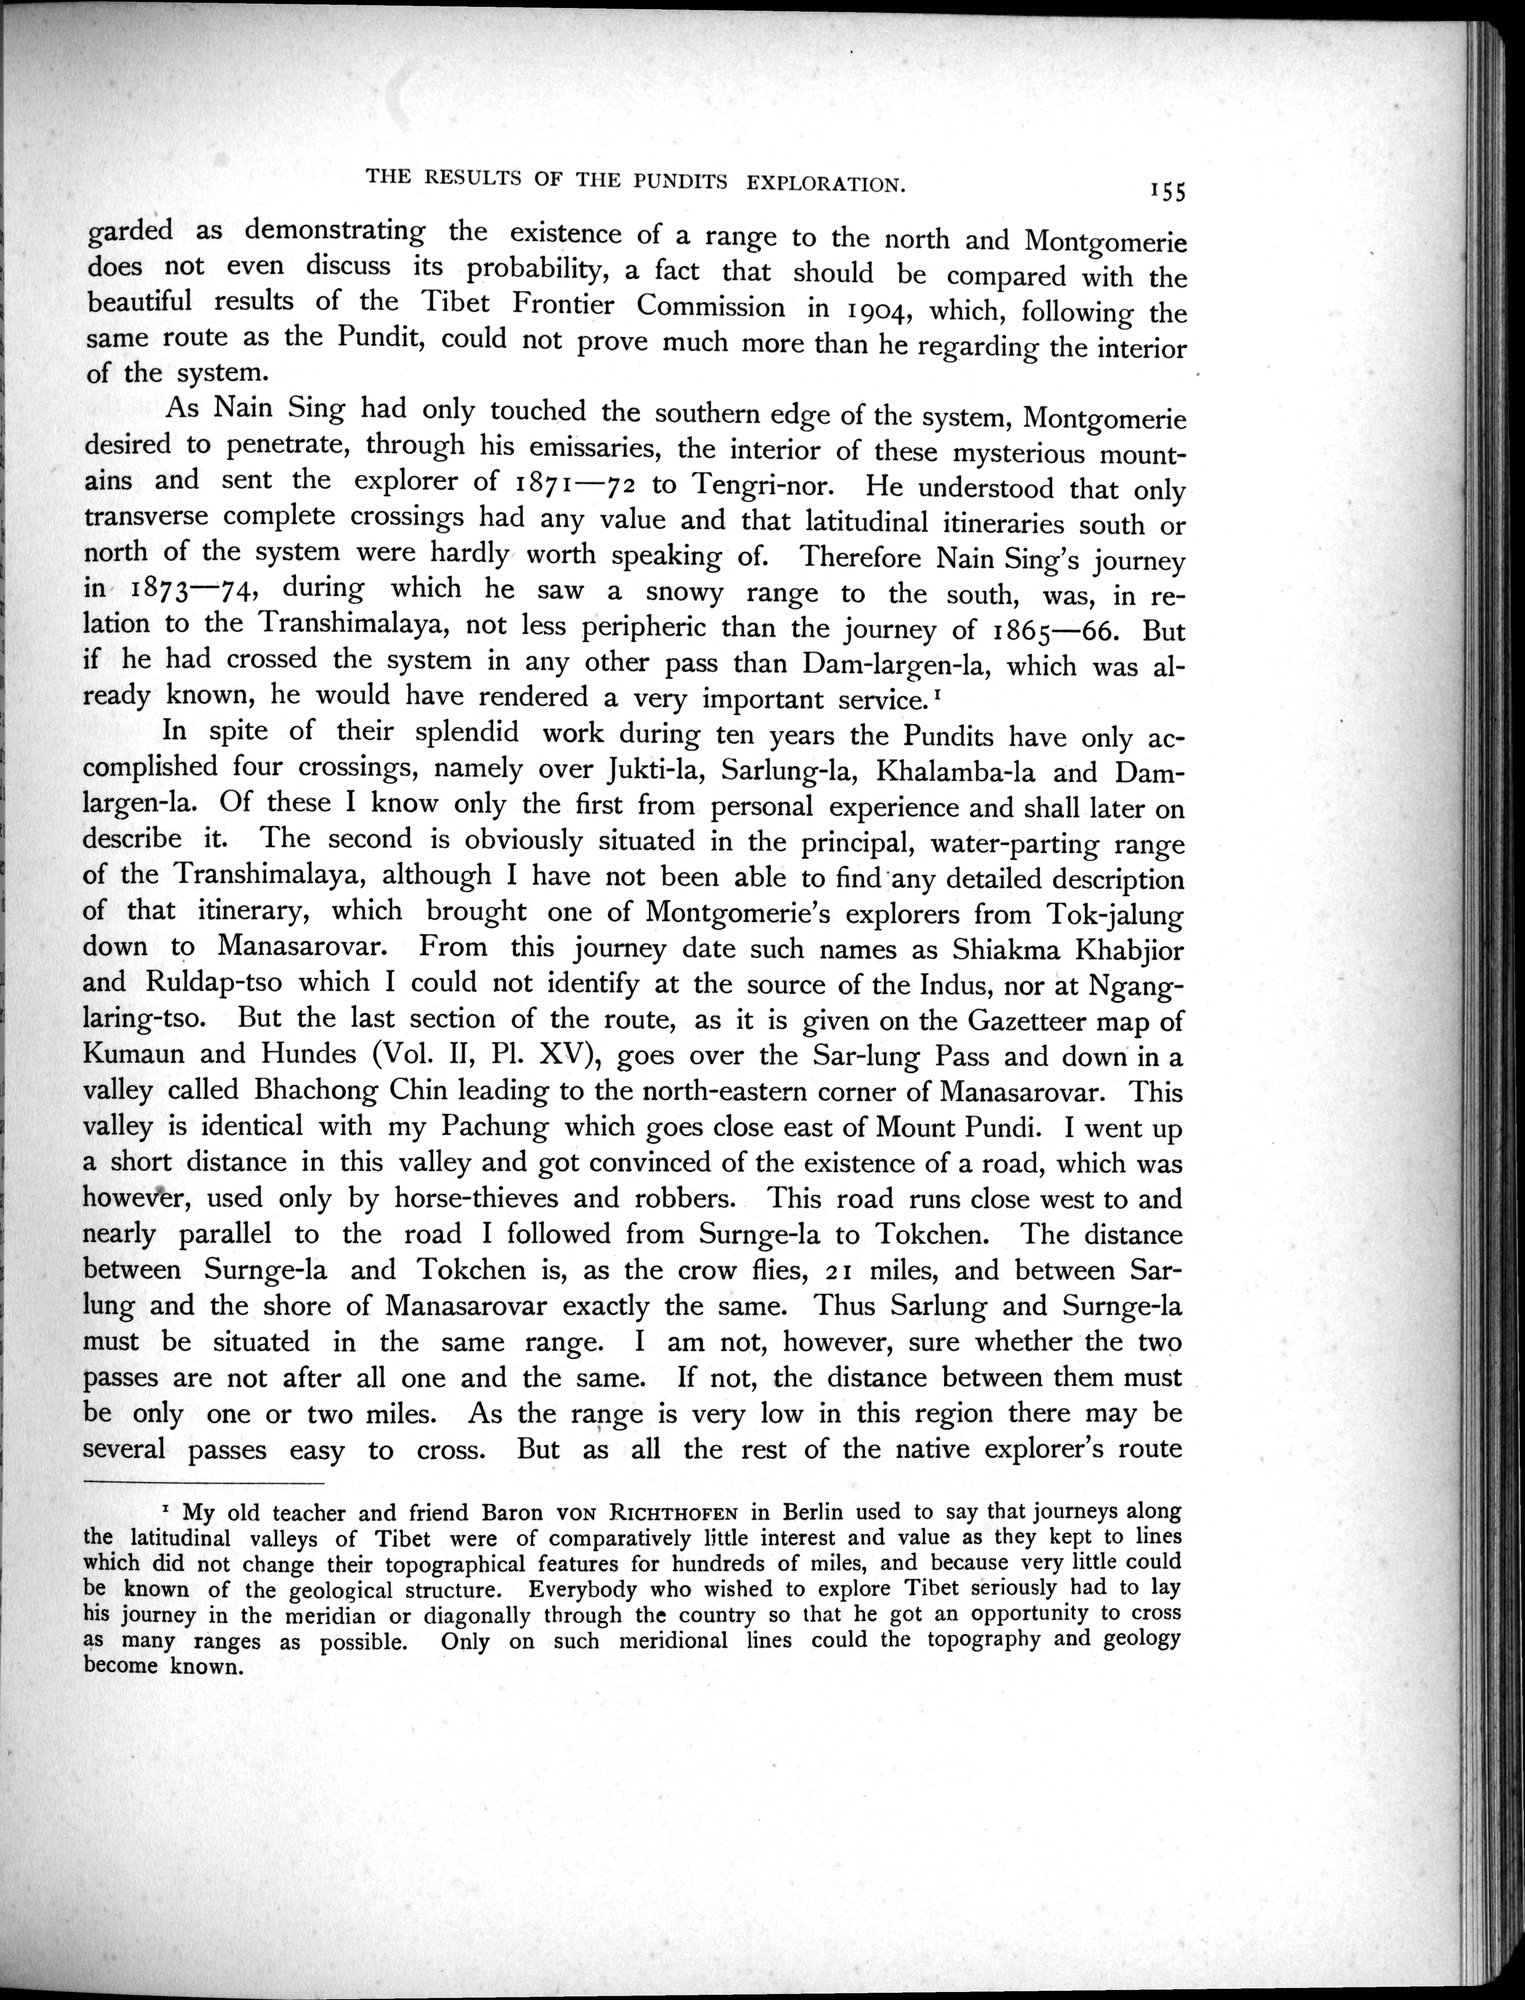 THE RESULTS OF THE PUNDITS EXPLORATION.
155
garded as demonstrating the existence of a range to the north and Montgomerie
does not even discuss its probability, a fact that should be compared with the
beautiful results of the Tibet Frontier Commission in 1904, which, following the
same route as the Pundit, could not prove much more than he regarding the interior
of the system.
As Nain Sing had only touched the southern edge of the system, Montgomerie
desired to penetrate, through his emissaries, the interior of these mysterious mount-
ains and sent the explorer of 1871—72 to Tengri-nor. He understood that only
transverse complete crossings had any value and that latitudinal itineraries south or
north of the system were hardly worth speaking of. Therefore Nain Sing's journey
in 1873—74, during which he saw a snowy range to the south, was, in re-
lation to the Transhimalaya, not less peripheric than the journey of 1865—66. But
if he had crossed the system in any other pass than Dam-largen-la, which was al-
ready known, he would have rendered a very important service.¹
In spite of their splendid work during ten years the Pundits have only ac-
complished four crossings, namely over Jukti-la, Sarlung-la, Khalamba-la and Dam-
largen-la. Of these I know only the first from personal experience and shall later on
describe it. The second is obviously situated in the principal, water-parting range
of the Transhimalaya, although I have not been able to find any detailed description
of that itinerary, which brought one of Montgomerie's explorers from Tok-jalung
down to Manasarovar. From this journey date such names as Shiakma Khabjior
and Ruldap-tso which I could not identify at the source of the Indus, nor at Ngang-
laring-tso. But the last section of the route, as it is given on the Gazetteer map of
Kumaun and Hundes (Vol. II, Pl. XV), goes over the Sar-lung Pass and down in a
valley called Bhachong Chin leading to the north-eastern corner of Manasarovar. This
valley is identical with my Pachung which goes close east of Mount Pundi. I went up
a short distance in this valley and got convinced of the existence of a road, which was
however, used only by horse-thieves and robbers. This road runs close west to and
nearly parallel to the road I followed from Surnge-la to Tokchen. The distance
between Surnge-la and Tokchen is, as the crow flies, 21 miles, and between Sar-
lung and the shore of Manasarovar exactly the same. Thus Sarlung and Surnge-la
must be situated in the same range. I am not, however, sure whether the two
passes are not after all one and the same. If not, the distance between them must
be only one or two miles. As the range is very low in this region there may be
several passes easy to cross. But as all the rest of the native explorer's route
¹ My old teacher and friend Baron VON RICHTHOFEN in Berlin used to say that journeys along
the latitudinal valleys of Tibet were of comparatively little interest and value as they kept to lines
which did not change their topographical features for hundreds of miles, and because very little could
be known of the geological structure. Everybody who wished to explore Tibet seriously had to lay
his journey in the meridian or diagonally through the country so that he got an opportunity to cross
as many ranges as possible. Only on such meridional lines could the topography and geology
become known.